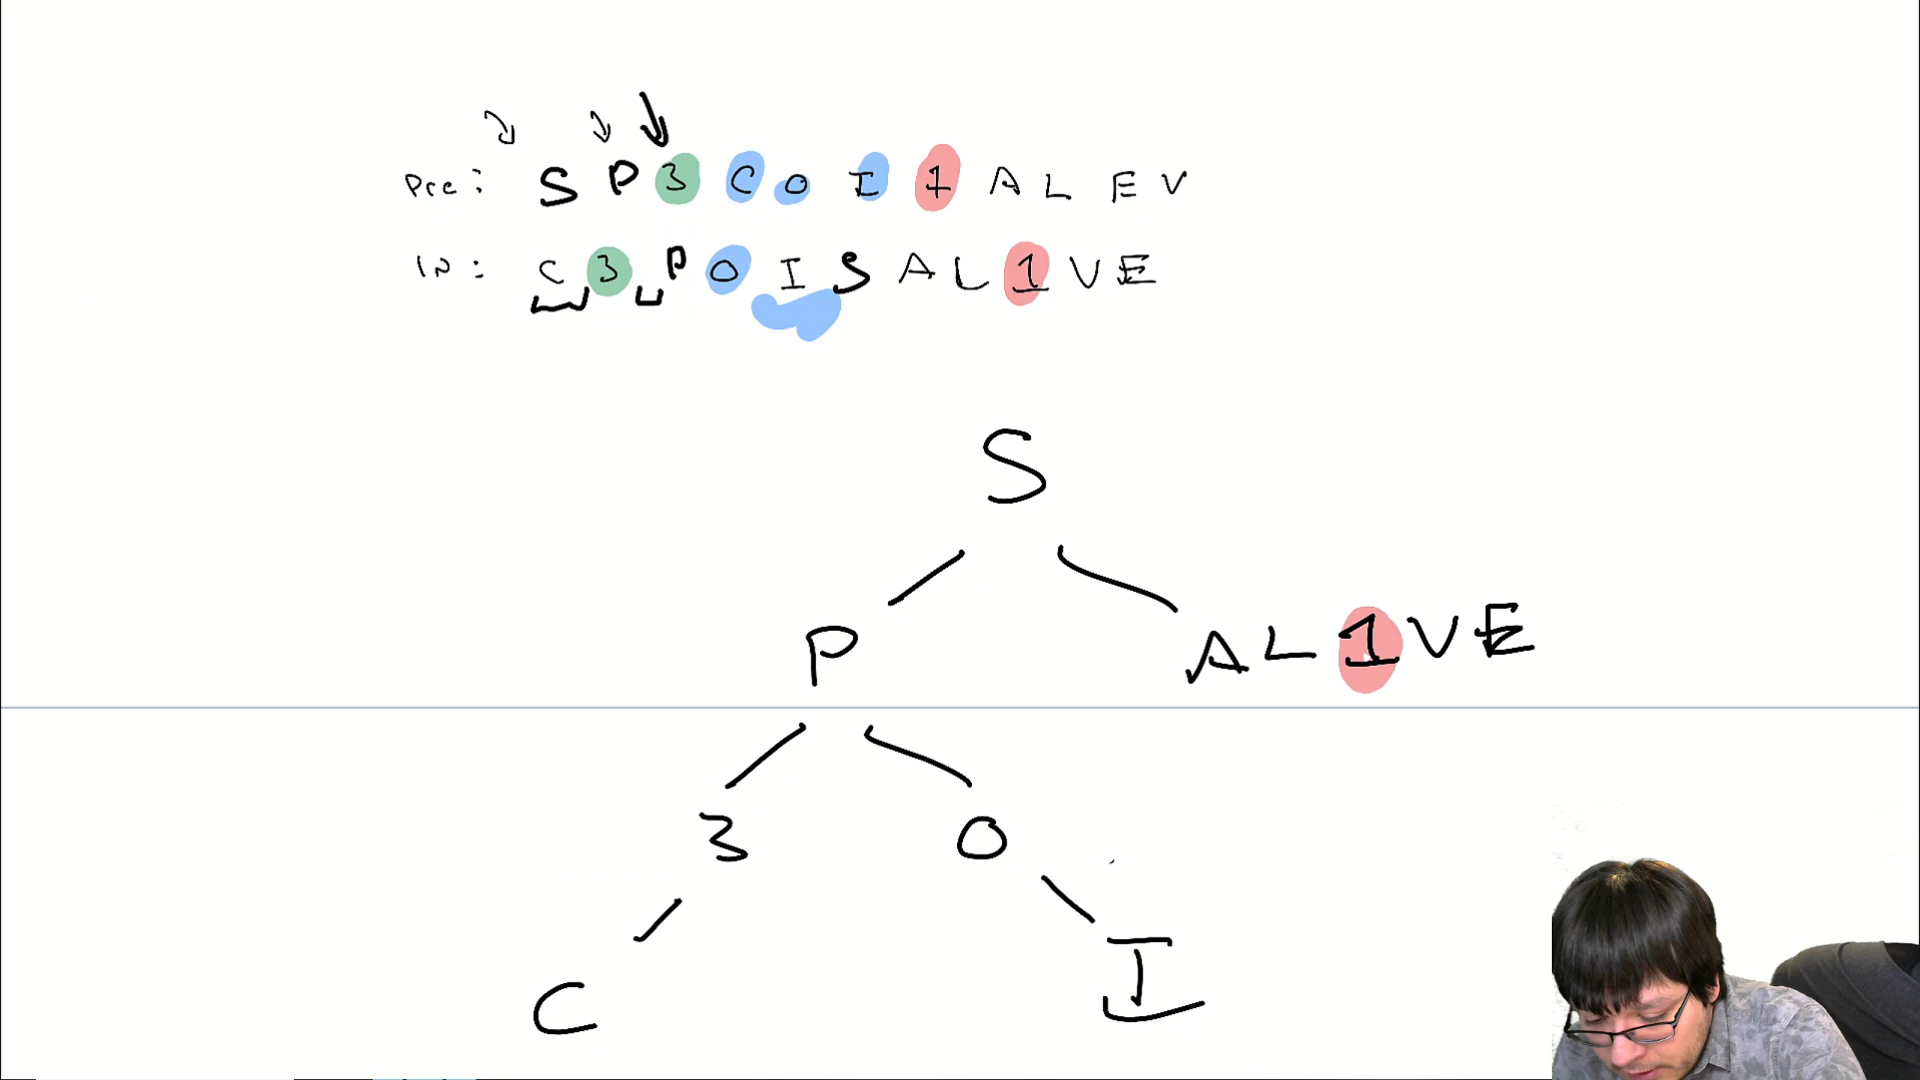 Pre: S P 3 C O I 1 A L E V
IN: C 3 P O I S A L 1 V E
S
P A L 1 V E
3 O
C I